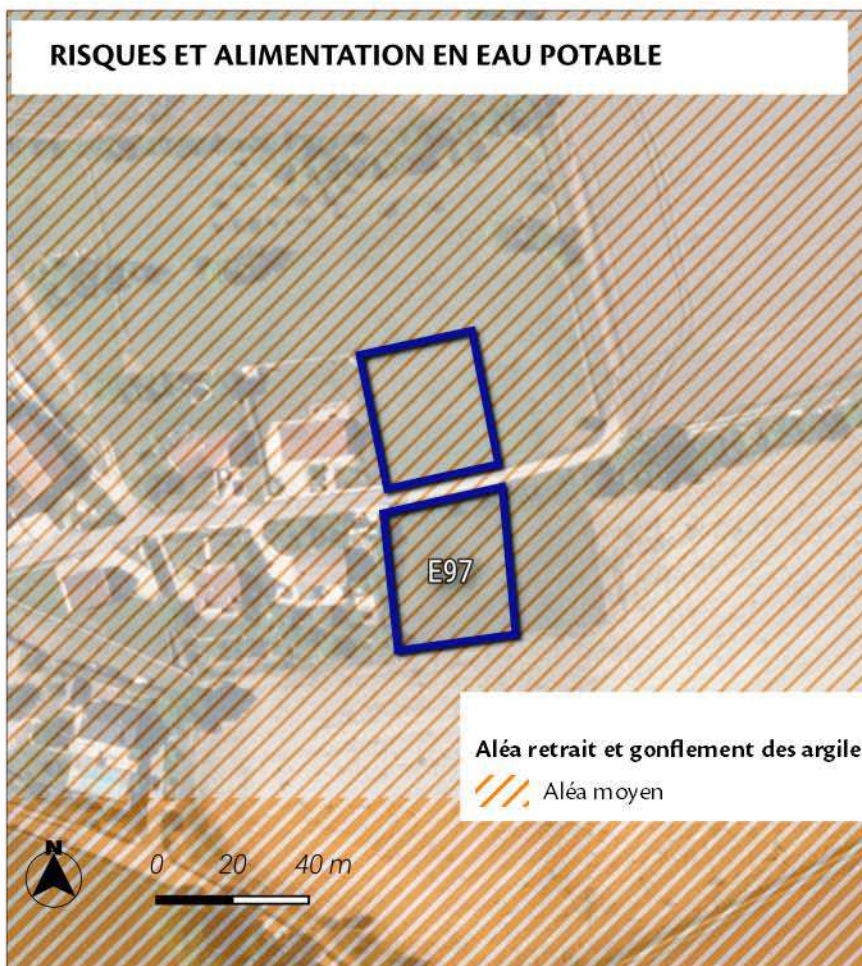 RISQUES ET ALIMENTATION EN EAU POTABLE
E97
Aléa retrait et gonflement des argile
Aléa moyen
N
0 20 40 m